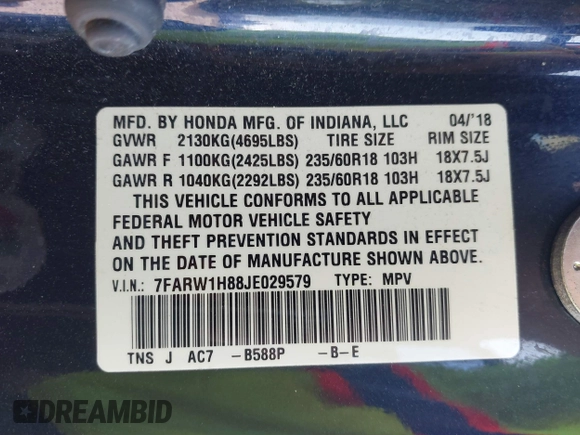 MFD. BY HONDA MFG. OF INDIANA, LLC 04/'18
GVWR 2130KG(4695LBS) TIRE SIZE RIM SIZE
GAWR F 1100KG(2425LBS) 235/60R18 103H 18X7.5J
GAWR R 1040KG(2292LBS) 235/60R18 103H 18X7.5J
THIS VEHICLE CONFORMS TO ALL APPLICABLE
FEDERAL MOTOR VEHICLE SAFETY
AND THEFT PREVENTION STANDARDS IN EFFECT
ON THE DATE OF MANUFACTURE SHOWN ABOVE.
V.I.N.: 7FARW1H88JE029579 TYPE: MPV
TNS J AC7 -B588P -B-E
DREAMBID